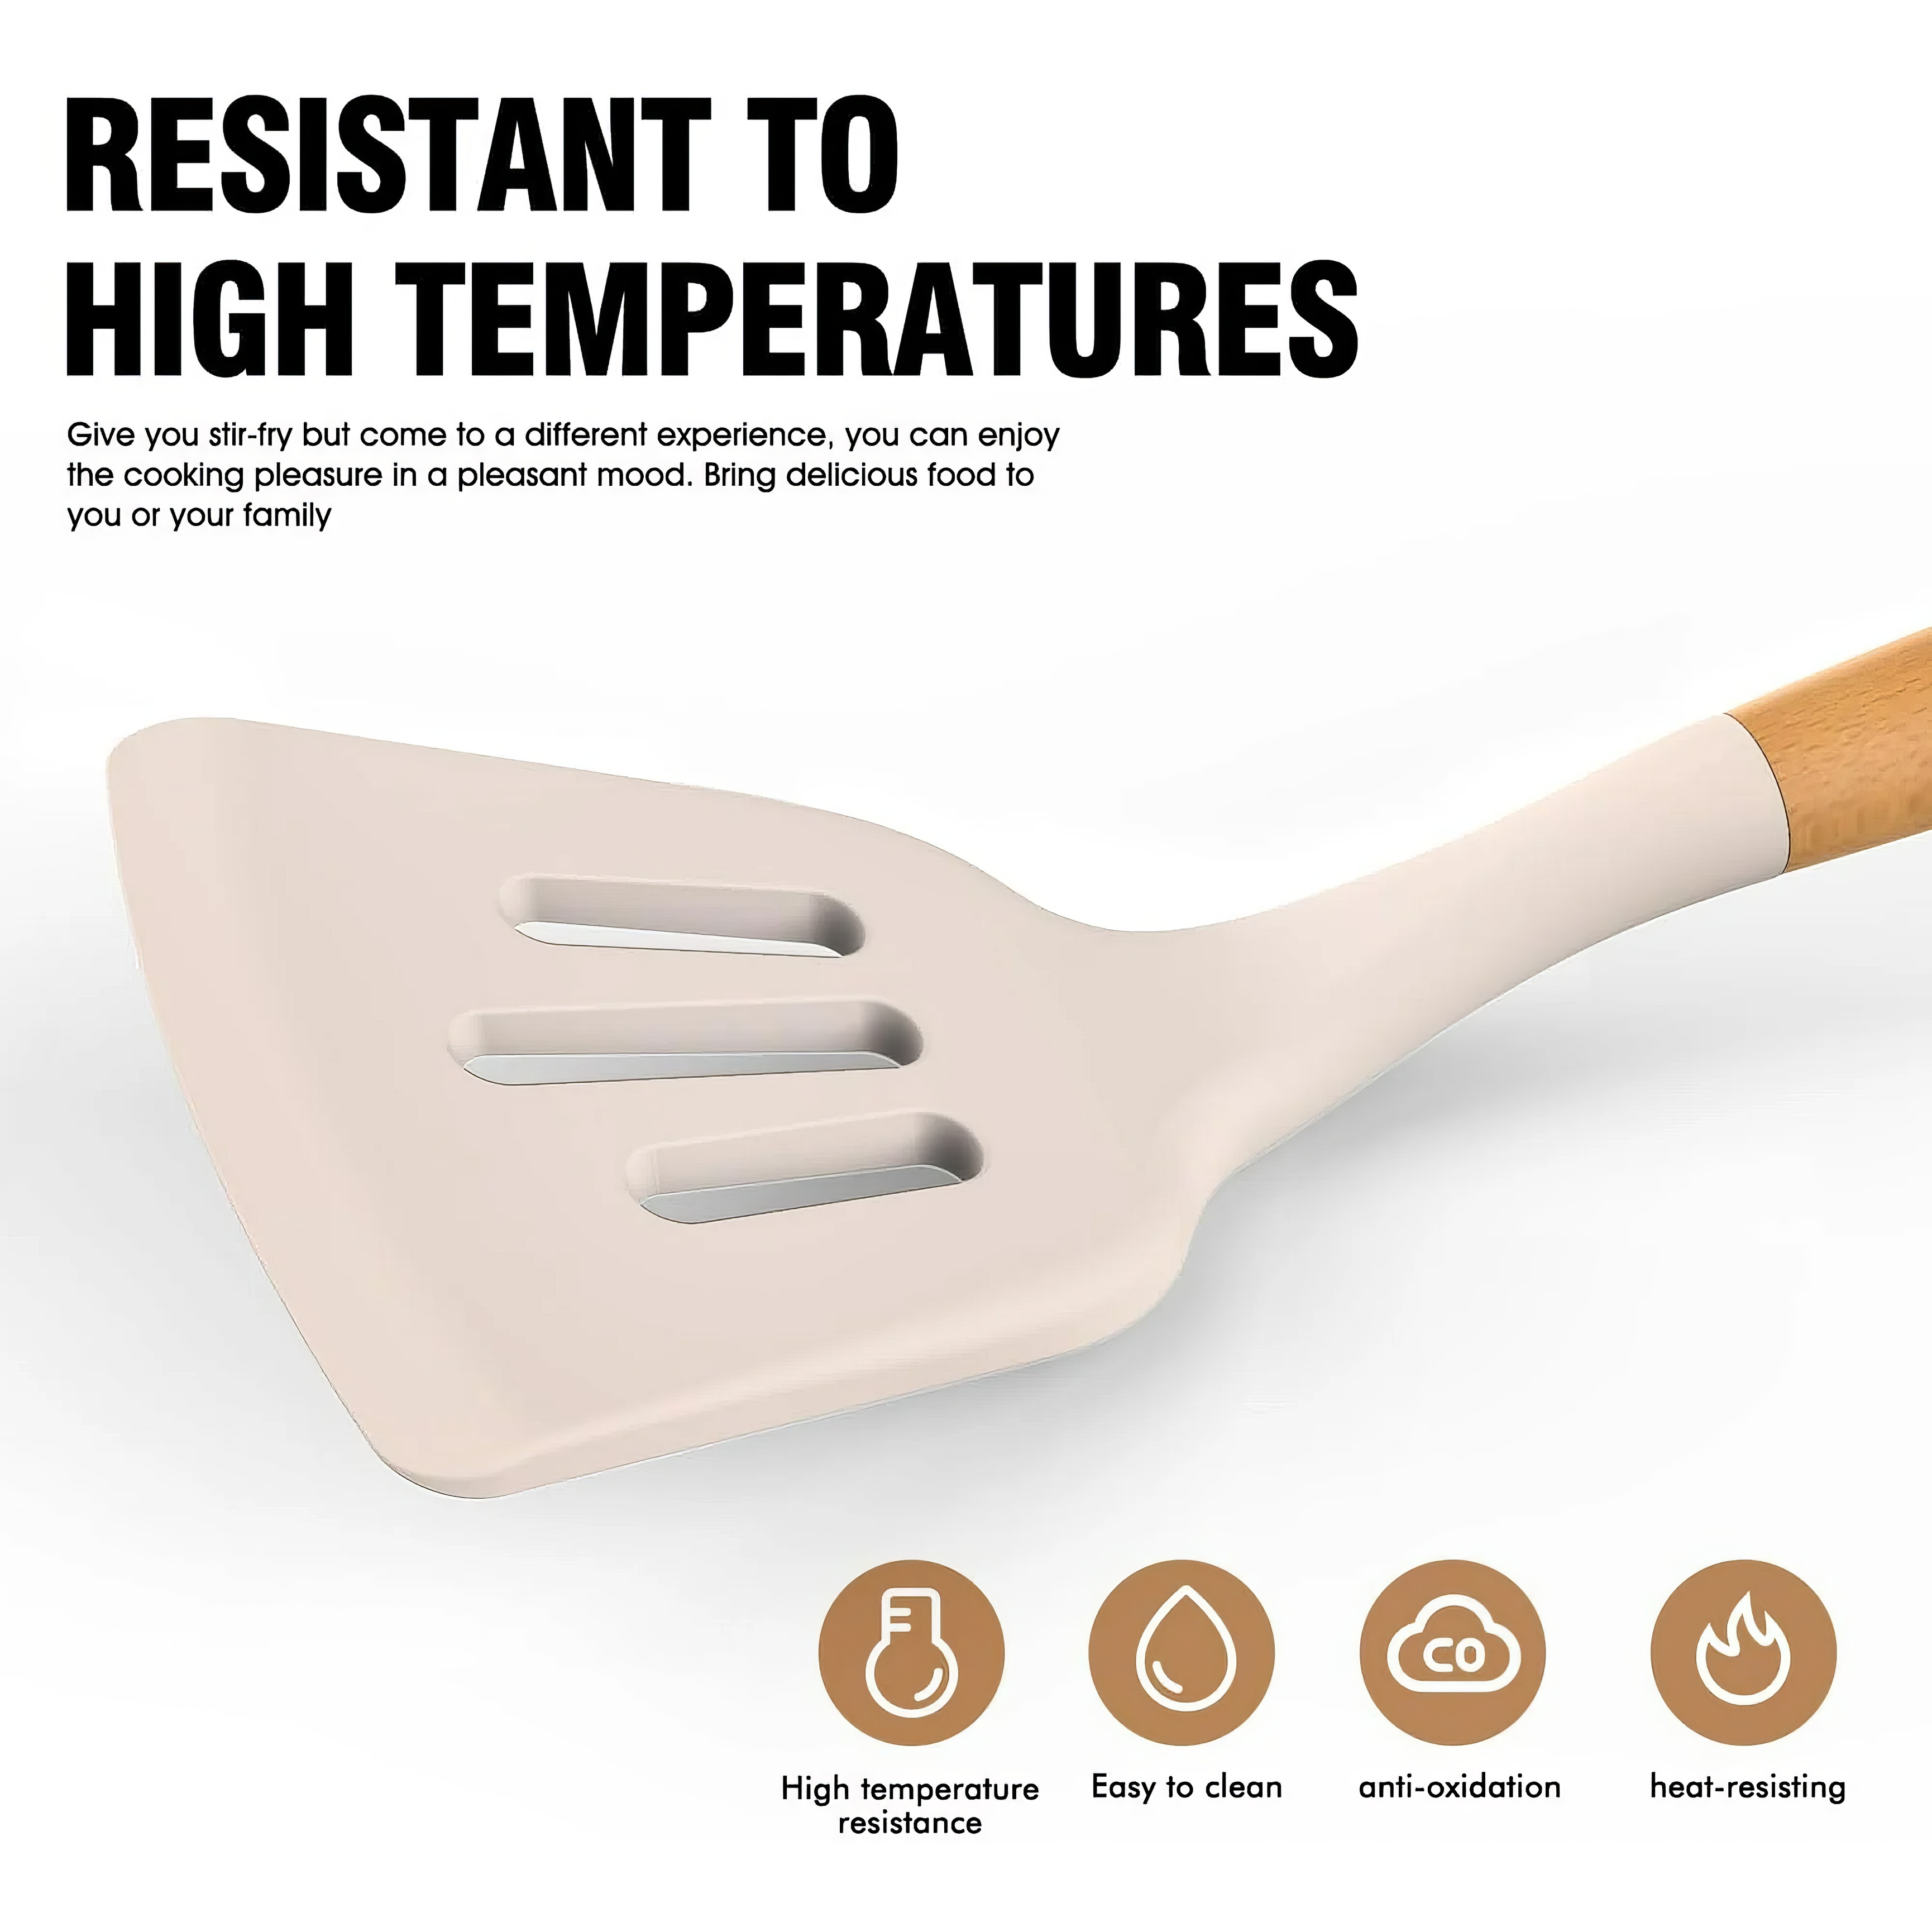 RESISTANT TO
HIGH TEMPERATURES
Give you stir-fry but come to a different experience, you can enjoy
the cooking pleasure in a pleasant mood. Bring delicious food to
you or your family
CO
High temperature
resistance
Easy to clean
anti-oxidation
heat-resisting